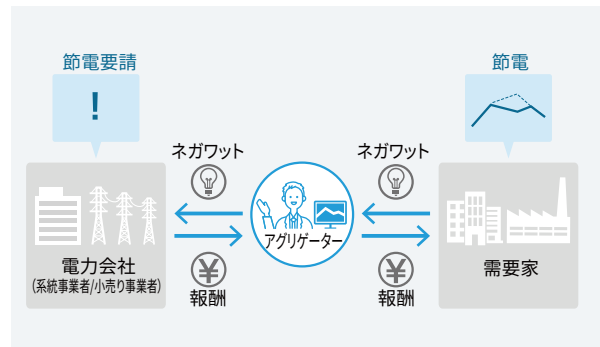 節電要請
節電
!
ネガワット
ネガワット
アグリゲーター
電力会社
(系統事業者/小売り事業者)
¥
報酬
¥
報酬
需要家